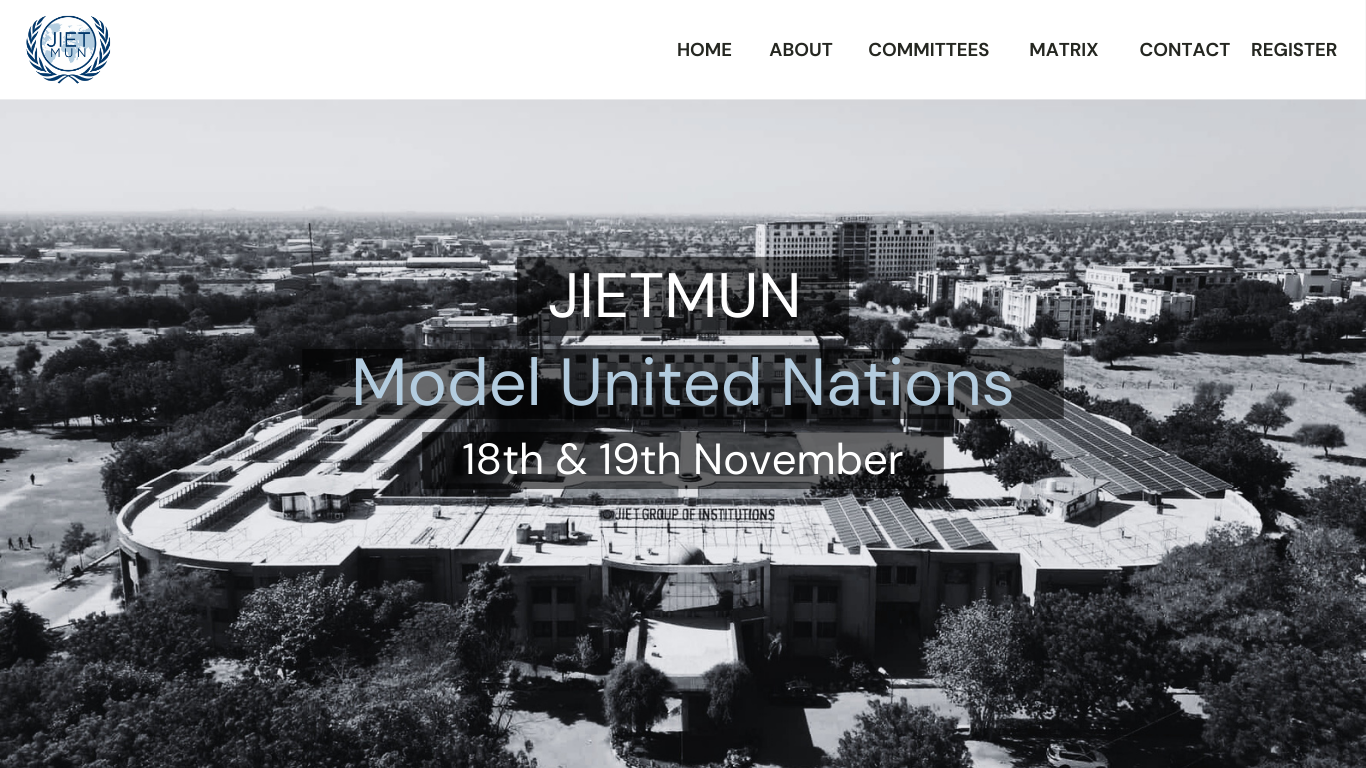 JIET
MUN
HOME
ABOUT
COMMITTEES
MATRIX
CONTACT
REGISTER
JIETMUN
Model United Nations
18th & 19th November
JIET GROUP OF INSTITUTIONS